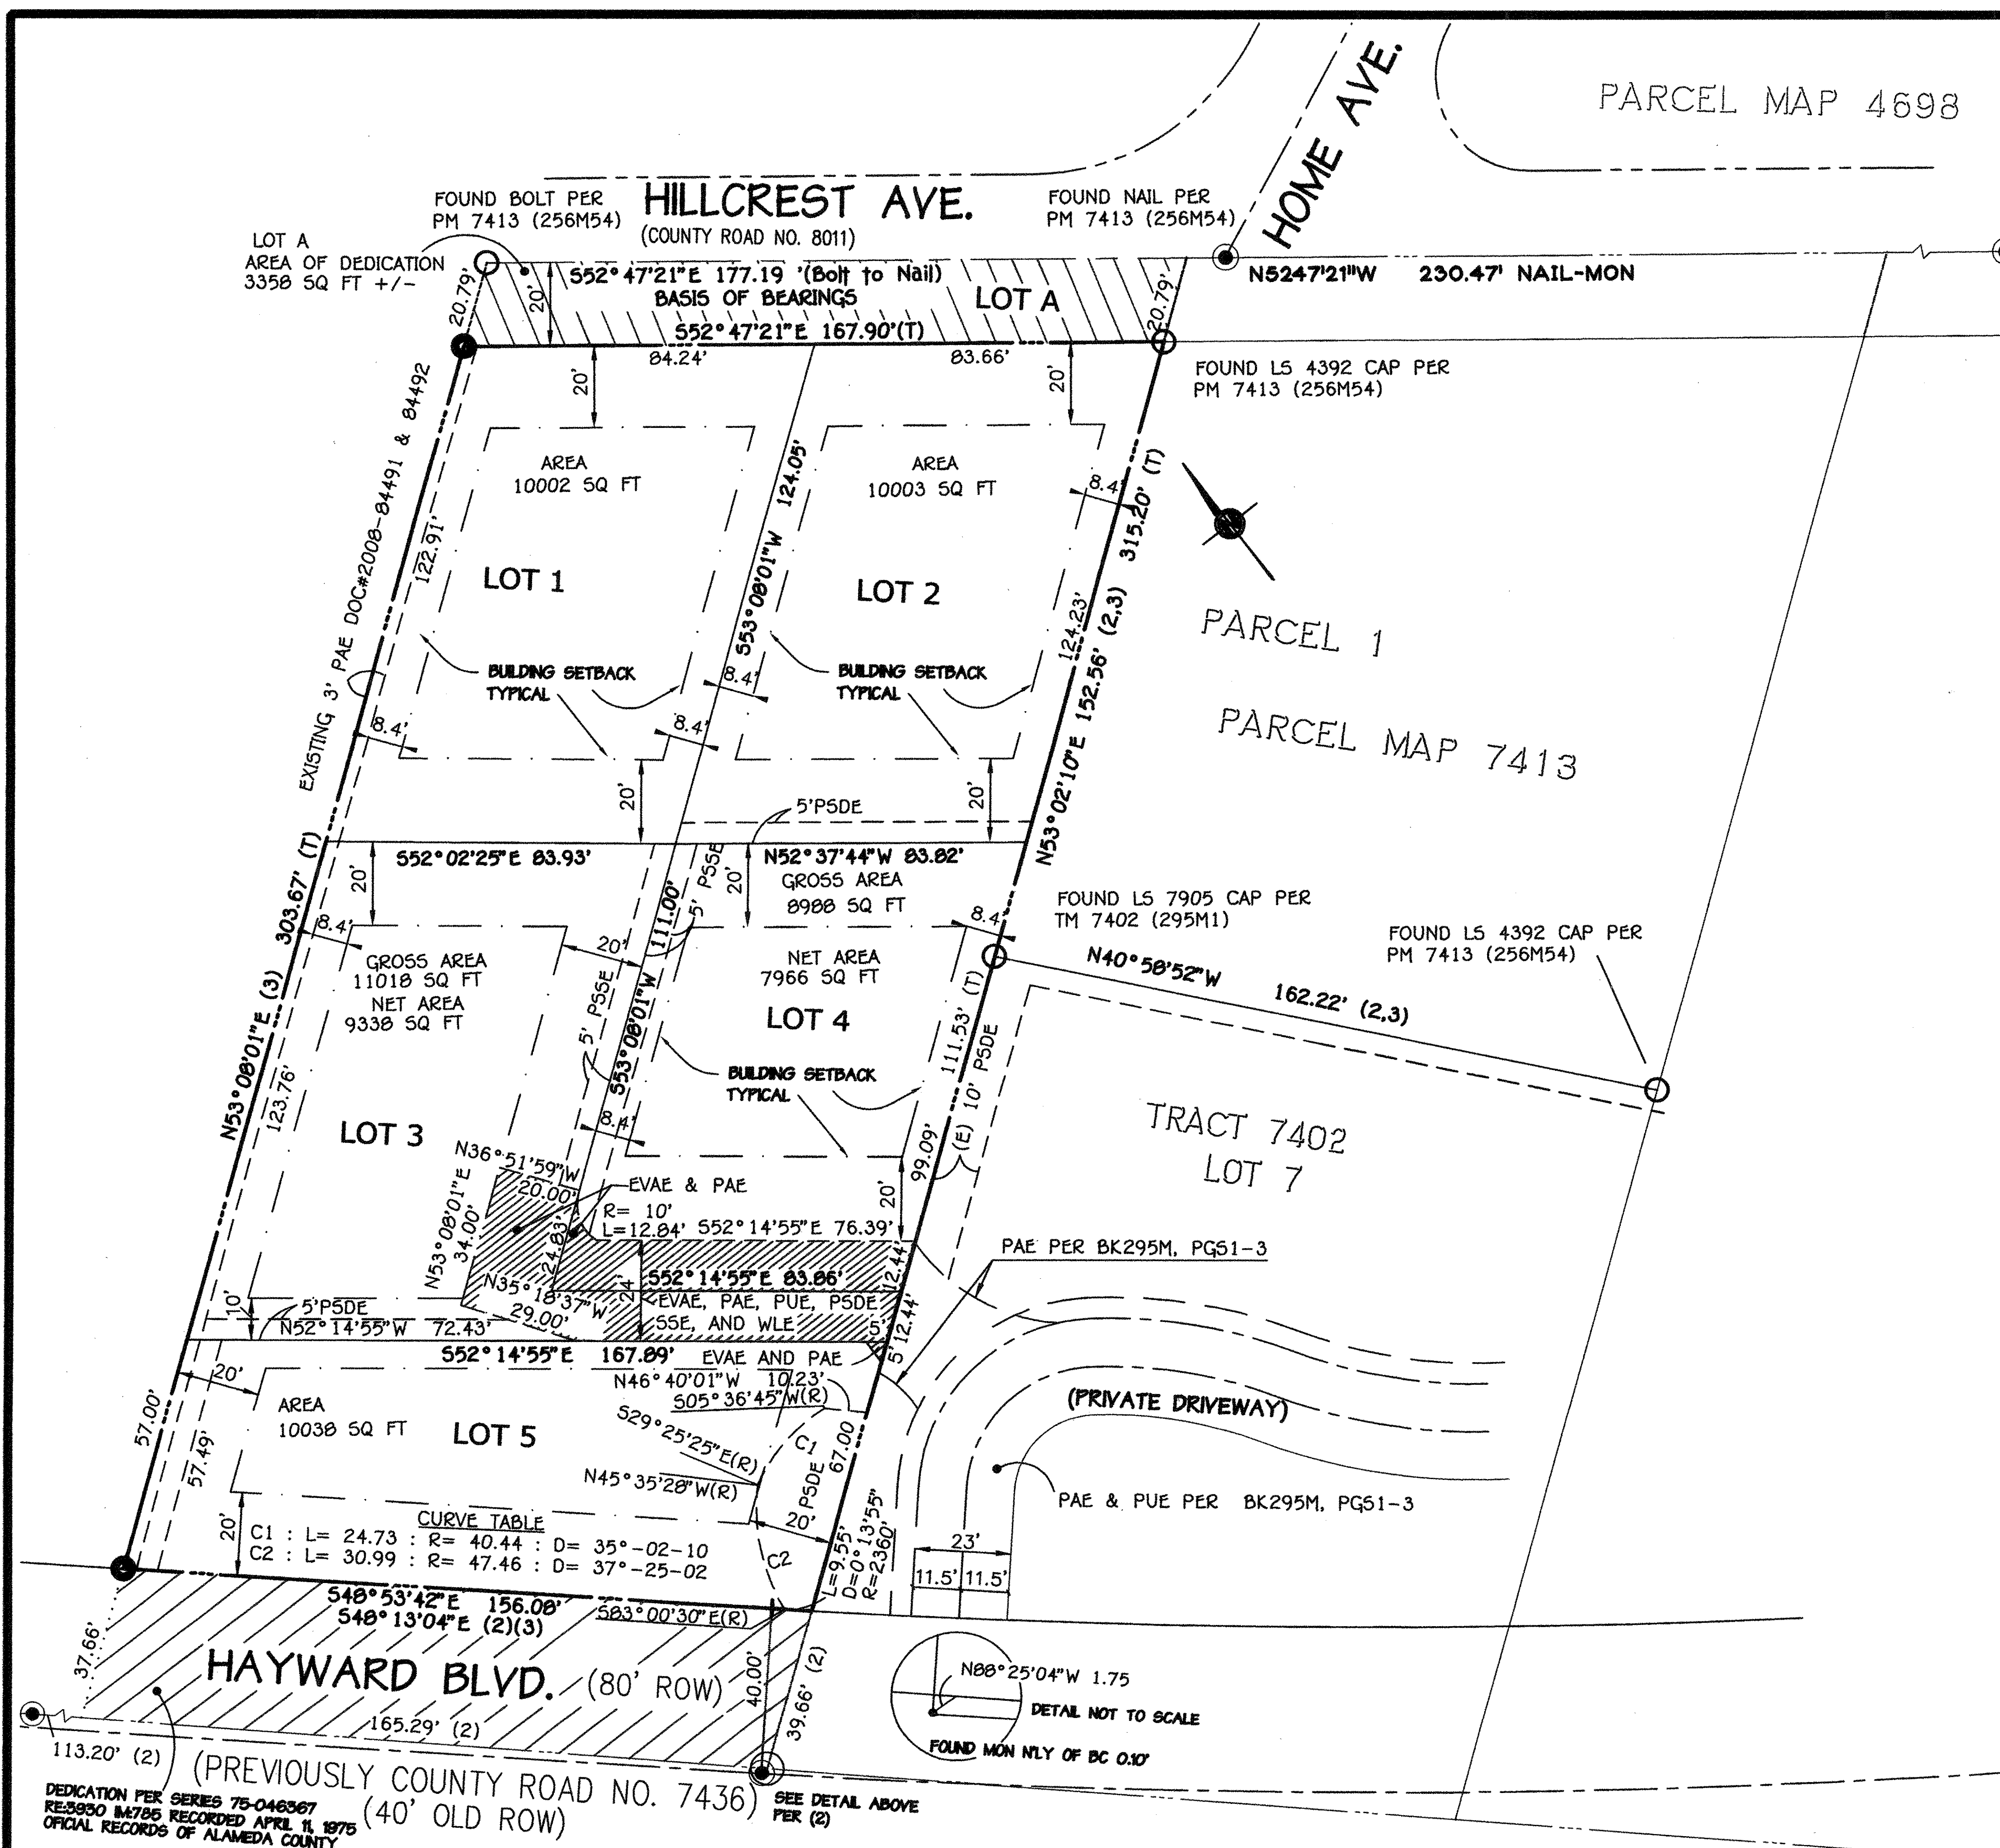 PARCEL MAP 4698
HOME AVE.
FOUND BOLT PER
PM 7413 (256M54)
HILLCREST AVE.
(COUNTY ROAD NO. 8011)
FOUND NAIL PER
PM 7413 (256M54)
LOT A
AREA OF DEDICATION
3358 SQ FT +/-
20.79'
20'
S52°47'21"E 177.19 '(Bolt to Nail)
BASIS OF BEARINGS
LOT A
S52°47'21"E 167.90'(T)
20.79'
N5247'21"W 230.47' NAIL-MON
84.24'
83.66'
20'
20'
FOUND LS 4392 CAP PER
PM 7413 (256M54)
EXISTING 3' PAE DOC#2008-84491 & 84492
122.91'
AREA
10002 SQ FT
LOT 1
S53°08'01"W 124.05'
AREA
10003 SQ FT
LOT 2
8.4'
315.20' (T)
124.23'
N53°02'10"E 152.56' (2,3)
PARCEL 1
PARCEL MAP 7413
BUILDING SETBACK
TYPICAL
8.4'
BUILDING SETBACK
TYPICAL
8.4'
8.4'
20'
20'
5'PSDE
S52°02'25"E 83.93'
N52°37'44"W 83.82'
20'
5' PSSE
20'
GROSS AREA
8988 SQ FT
303.67' (T)
N53°08'01"E (3)
123.76'
8.4'
GROSS AREA
11018 SQ FT
NET AREA
9338 SQ FT
LOT 3
20'
5' PSSE
111.00'
S53°08'01"W
NET AREA
7966 SQ FT
LOT 4
8.4'
FOUND LS 7905 CAP PER
TM 7402 (295M1)
FOUND LS 4392 CAP PER
PM 7413 (256M54)
N40°58'52"W 162.22' (2,3)
111.53' (T)
(E) 10' PSDE
99.09'
BUILDING SETBACK
TYPICAL
8.4'
TRACT 7402
LOT 7
N36°51'59"W
20.00'
EVAE & PAE
R= 10'
L=12.84'
S52°14'55"E 76.39'
20'
N53°08'01"E
34.00'
24.83'
24'
12.44'
S52°14'55"E 83.86'
N35°18'37"W
29.00'
EVAE, PAE, PUE, PSDE
SSE, AND WLE
5'
5'
12.44'
PAE PER BK295M, PGS1-3
10'
5'PSDE
N52°14'55"W 72.43'
S52°14'55"E 167.89'
EVAE AND PAE
N46°40'01"W 10.23'
S05°36'45"W(R)
20'
AREA
10038 SQ FT
LOT 5
S29°25'25"E(R)
N45°35'28"W(R)
C1
PSDE
67.00
20'
C2
57.00'
57.49'
20'
CURVE TABLE
C1 : L= 24.73 : R= 40.44 : D= 35°-02-10
C2 : L= 30.99 : R= 47.46 : D= 37°-25-02
L=9.55'
D=0°13'55"
R=2360'
(PRIVATE DRIVEWAY)
PAE & PUE PER BK295M, PGS1-3
23'
11.5'
11.5'
S48°53'42"E 156.08'
S48°13'04"E (2)(3)
S83°00'30"E(R)
37.66'
HAYWARD BLVD. (80' ROW)
40.00'
39.66' (2)
165.29' (2)
113.20' (2)
N88°25'04"W 1.75
DETAIL NOT TO SCALE
FOUND MON N'LY OF BC 0.10'
(PREVIOUSLY COUNTY ROAD NO. 7436)
(40' OLD ROW)
SEE DETAIL ABOVE
PER (2)
DEDICATION PER SERIES 75-046367
RE:3930 IM:785 RECORDED APRIL 11, 1975
OFICIAL RECORDS OF ALAMEDA COUNTY